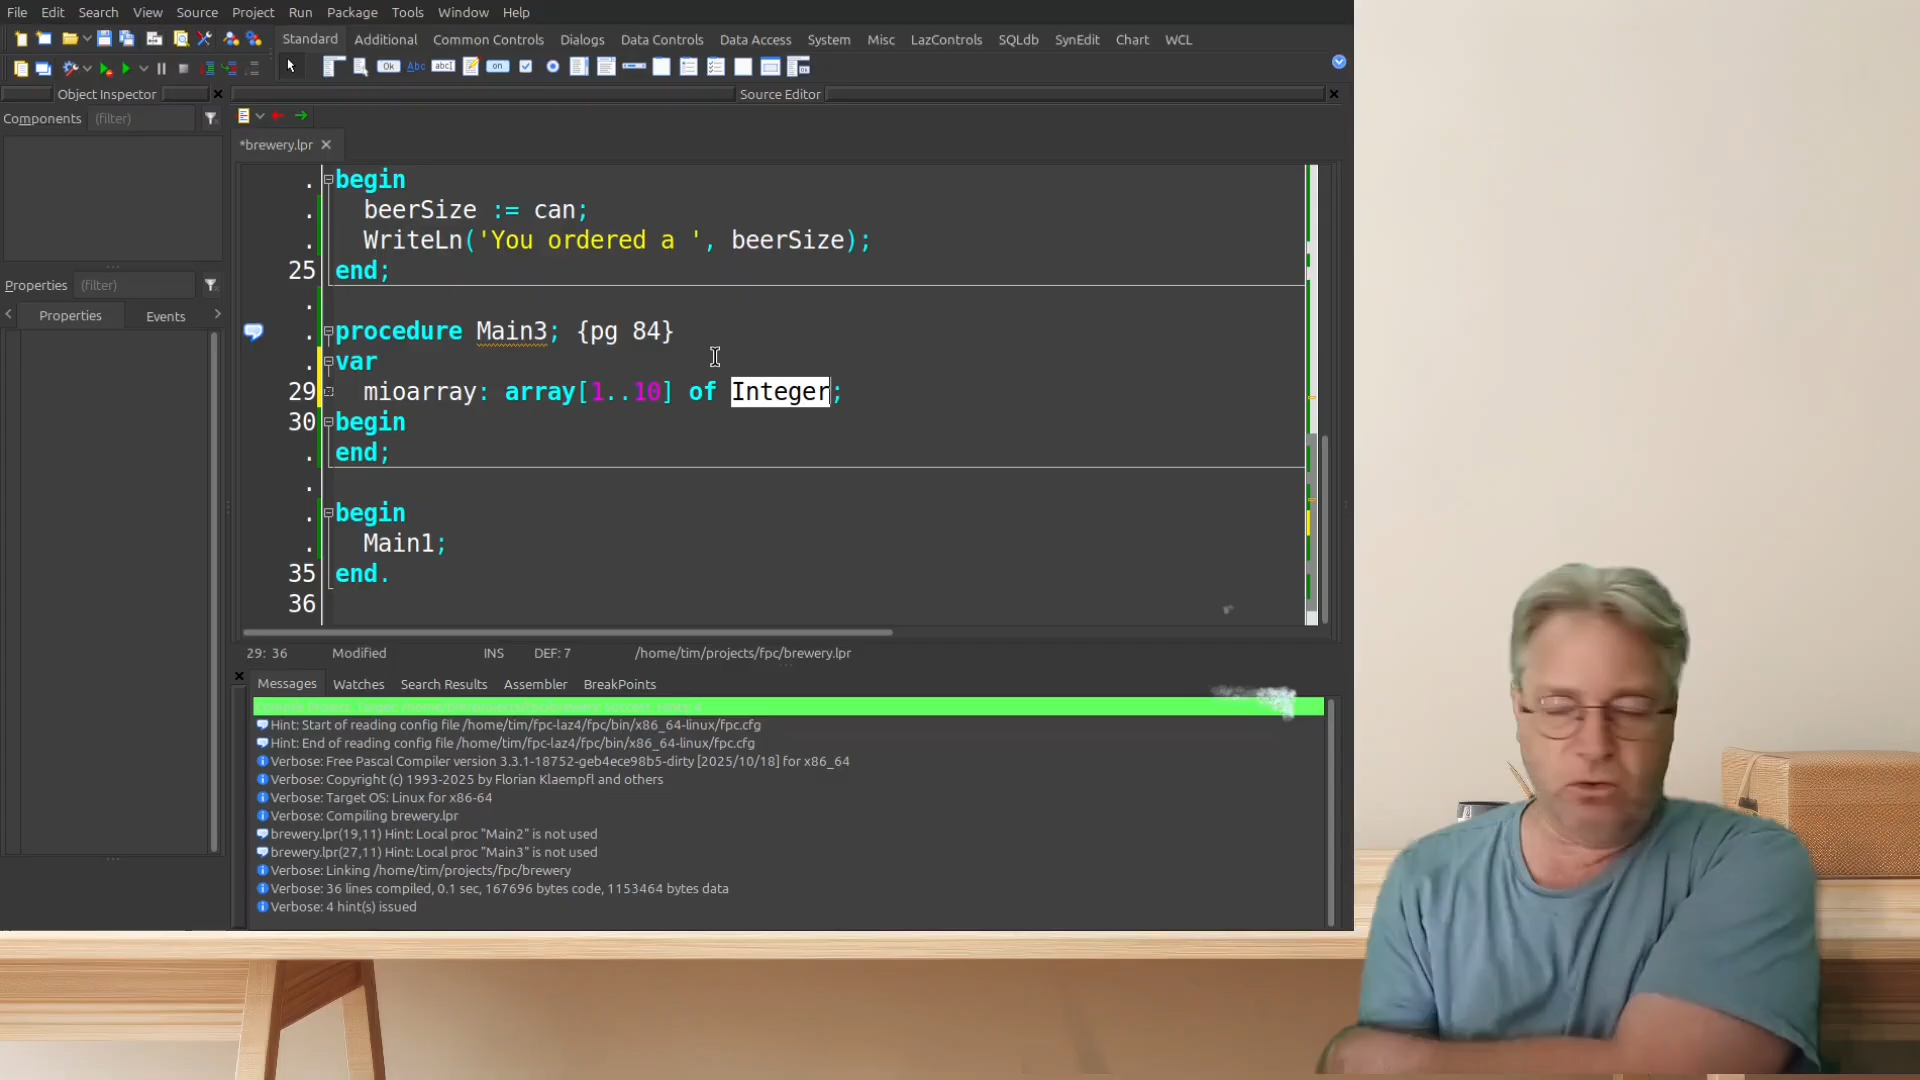 File Edit Search View Source Project Run Package Tools Window Help
Standard Additional Common Controls Dialogs Data Controls Data Access System Misc LazControls SQLdb SynEdit Chart WCL
Ok Abc abI on
Object Inspector
Source Editor
Components (filter)
*brewery.lpr
Properties (filter)
Properties Events
. begin
. beerSize := can;
. WriteLn('You ordered a ', beerSize);
25 end;
.
. procedure Main3; {pg 84}
. var
29 mioarray: array[1..10] of Integer;
30 begin
. end;
.
. begin
. Main1;
35 end.
36
29: 36 Modified INS DEF: 7 /home/tim/projects/fpc/brewery.lpr
Messages Watches Search Results Assembler BreakPoints
Hint: Start of reading config file /home/tim/fpc-laz4/fpc/bin/x86_64-linux/fpc.cfg
Hint: End of reading config file /home/tim/fpc-laz4/fpc/bin/x86_64-linux/fpc.cfg
Verbose: Free Pascal Compiler version 3.3.1-18752-geb4ece98b5-dirty [2025/10/18] for x86_64
Verbose: Copyright (c) 1993-2025 by Florian Klaempfl and others
Verbose: Target OS: Linux for x86-64
Verbose: Compiling brewery.lpr
brewery.lpr(19,11) Hint: Local proc "Main2" is not used
brewery.lpr(27,11) Hint: Local proc "Main3" is not used
Verbose: Linking /home/tim/projects/fpc/brewery
Verbose: 36 lines compiled, 0.1 sec, 167696 bytes code, 1153464 bytes data
Verbose: 4 hint(s) issued